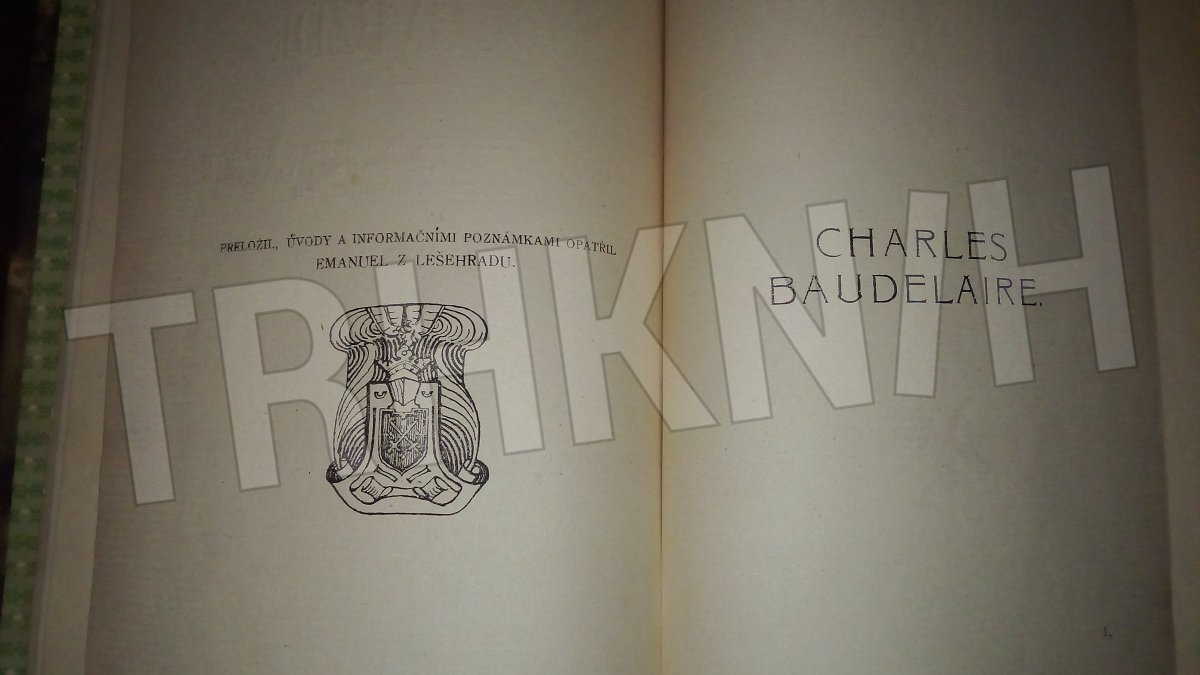 PŘELOŽIL, ÚVODY A INFORMAČNÍMI POZNÁMKAMI OPATŘIL
EMANUEL Z LEŠEHRADU.
CHARLES
BAUDELAIRE.
1.
TRHKNIH